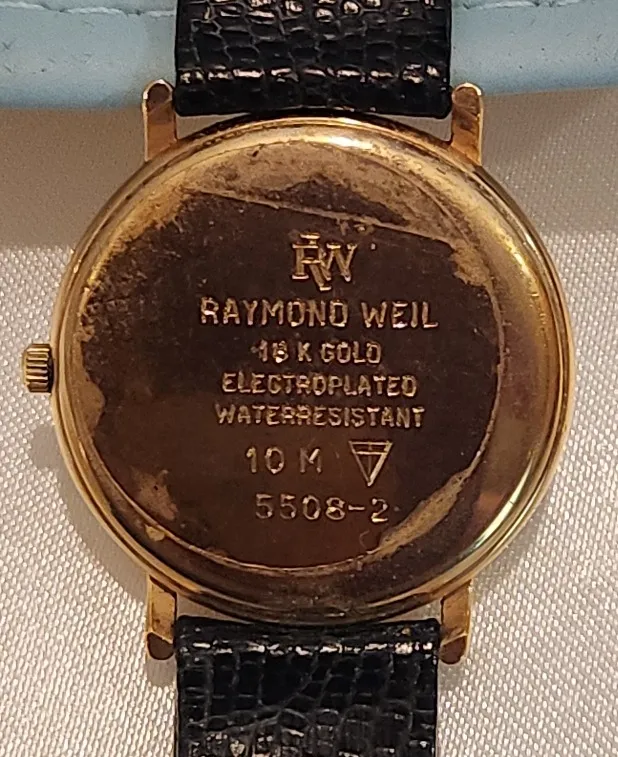 RW
RAYMOND WEIL
18 K GOLD
ELECTROPLATED
WATERRESISTANT
10 M
5508-2